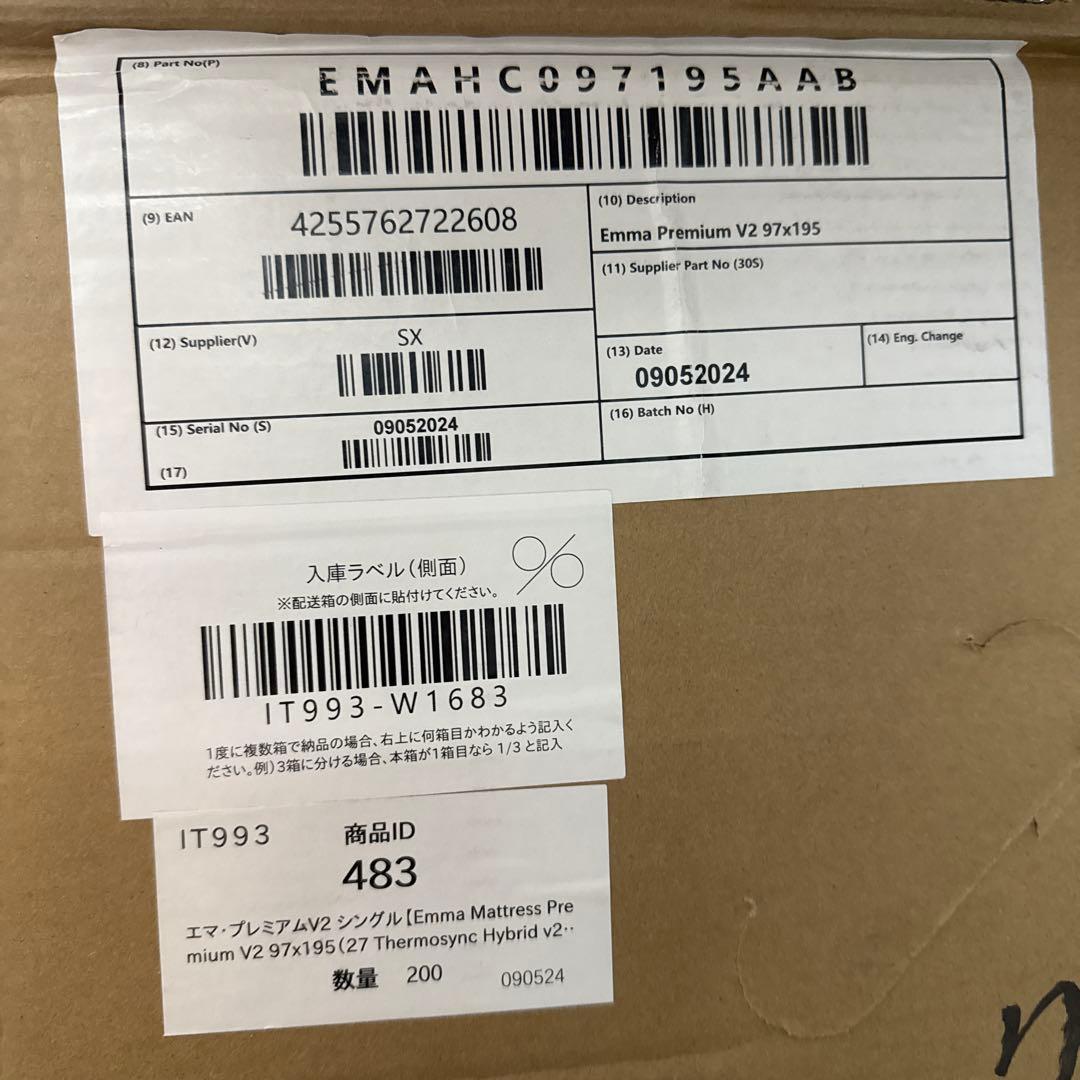 (8) Part No(P)
EMAHC097195AAB
(9) EAN
4255762722608
(10) Description
Emma Premium V2 97x195
(11) Supplier Part No (30S)
(12) Supplier(V)
SX
(13) Date
09052024
(14) Eng. Change
(15) Serial No (S)
09052024
(16) Batch No (H)
(17)
入庫ラベル(側面)
※配送箱の側面に貼付けてください。
IT993-W1683
1度に複数箱で納品の場合、右上に何箱目かわかるよう記入く
ださい。例)3箱に分ける場合、本箱が1箱目なら 1/3 と記入
IT993 商品ID
483
エマ・プレミアムV2 シングル【Emma Mattress Pre
mium V2 97x195(27 Thermosync Hybrid v2‥
数量 200 090524